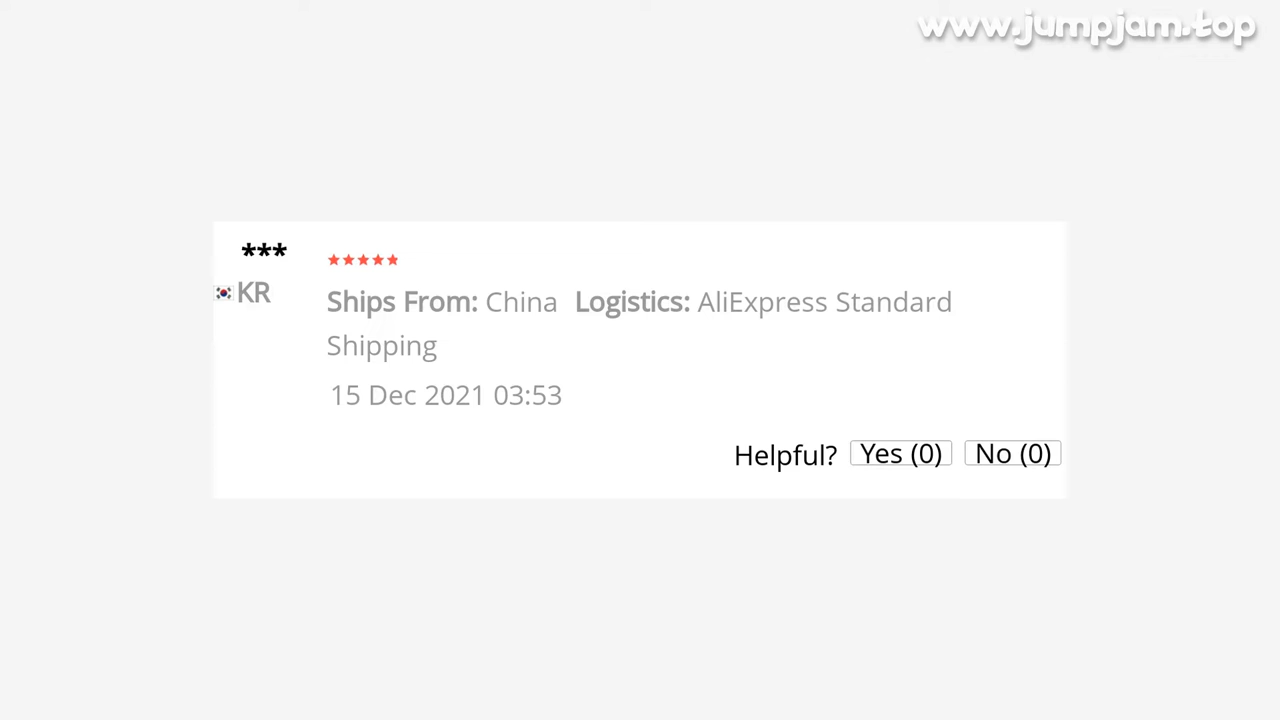 www.jumpjam.top
***
KR
Ships From: China Logistics: AliExpress Standard
Shipping
15 Dec 2021 03:53
Helpful? Yes (0) No (0)